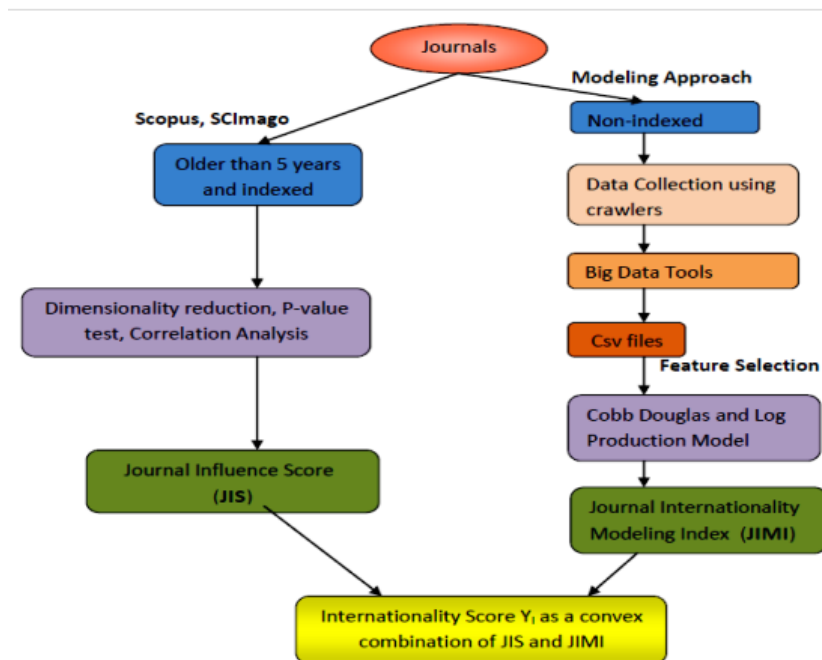 Journals
Modeling Approach
Scopus, SCImago
Non-indexed
Older than 5 years
and indexed
Data Collection using
crawlers
Big Data Tools
Dimensionality reduction, P-value
test, Correlation Analysis
Csv files
Feature Selection
Cobb Douglas and Log
Production Model
Journal Influence Score
(JIS)
Journal Internationality
Modeling Index (JIMI)
Internationality Score Yᵢ as a convex
combination of JIS and JIMI